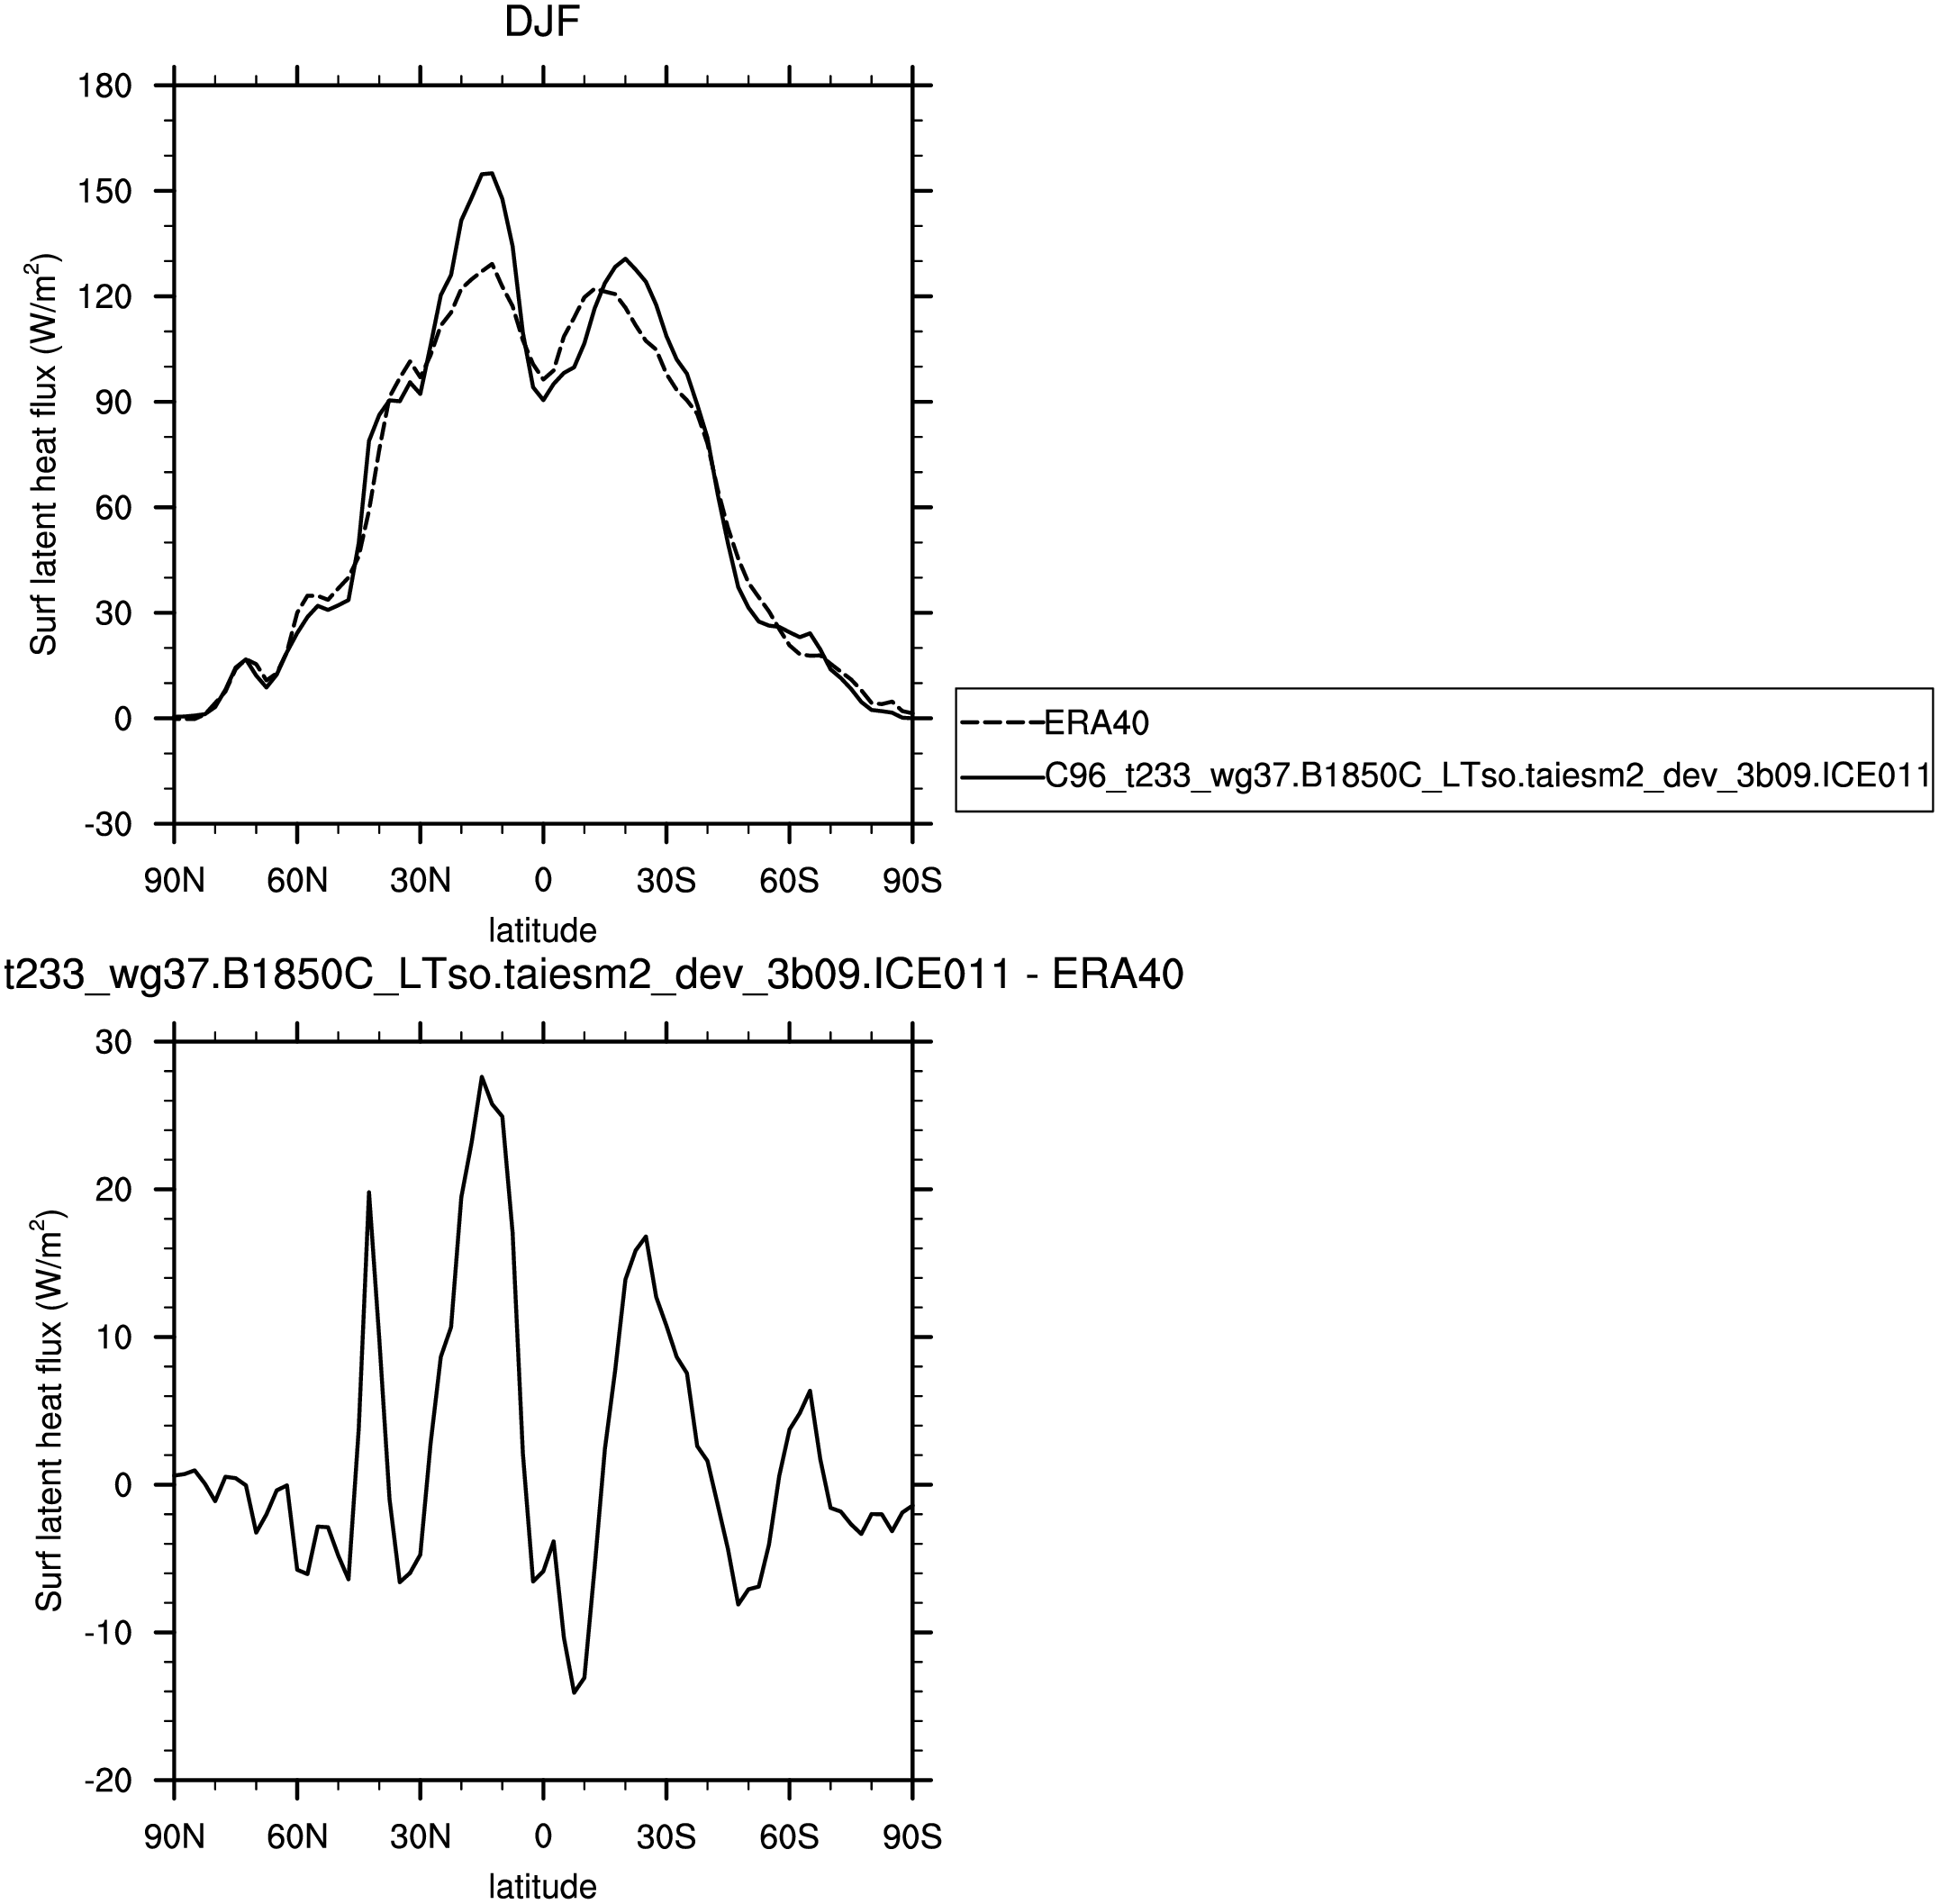 DJF
180
150
120
90
60
30
0
-30
Surf latent heat flux (W/m2)
90N 60N 30N 0 30S 60S 90S
latitude
ERA40
C96_t233_wg37.B1850C_LTso.taiesm2_dev_3b09.ICE011
t233_wg37.B1850C_LTso.taiesm2_dev_3b09.ICE011 - ERA40
30
20
10
0
-10
-20
Surf latent heat flux (W/m2)
90N 60N 30N 0 30S 60S 90S
latitude